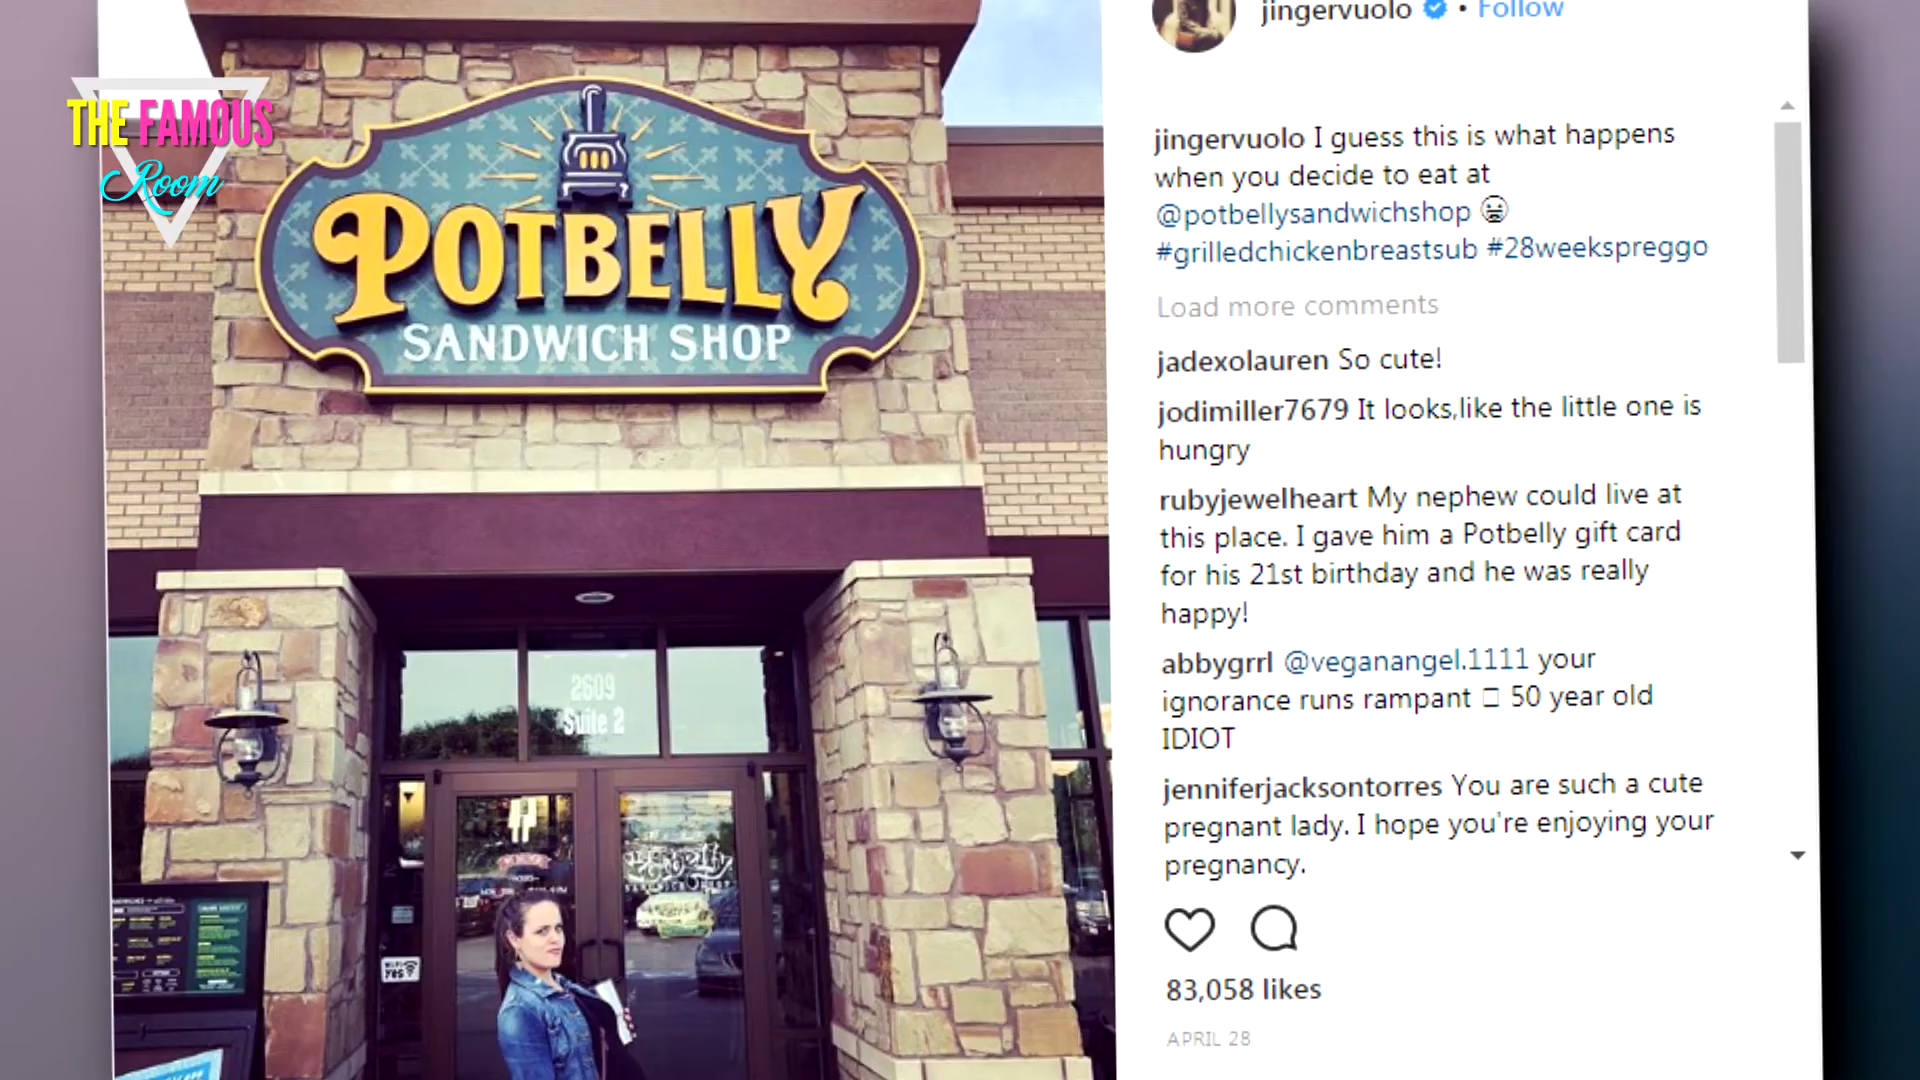 THE FAMOUS
Room
POTBELLY
SANDWICH SHOP
2609
Suite 2
WiFi
yes
jingervuolo • Follow
jingervuolo I guess this is what happens
when you decide to eat at
@potbellysandwichshop 😀
#grilledchickenbreastsub #28weekspreggo
Load more comments
jadexolauren So cute!
jodimiller7679 It looks,like the little one is
hungry
rubyjewelheart My nephew could live at
this place. I gave him a Potbelly gift card
for his 21st birthday and he was really
happy!
abbygrrl @veganangel.1111 your
ignorance runs rampant □ 50 year old
IDIOT
jenniferjacksontorres You are such a cute
pregnant lady. I hope you're enjoying your
pregnancy.
83,058 likes
APRIL 28